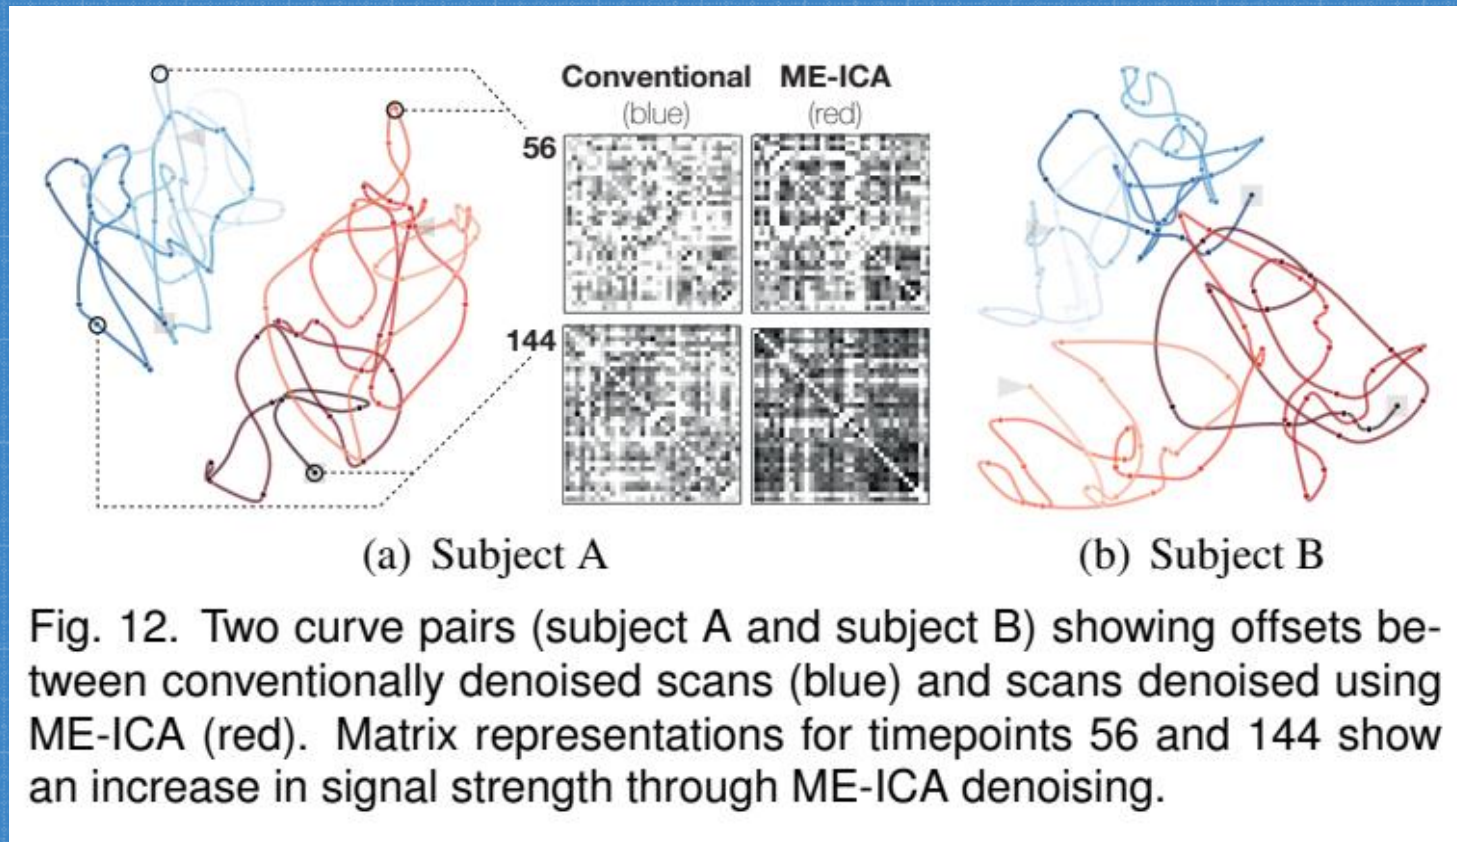 Conventional ME-ICA
(blue) (red)
56
144
(a) Subject A
(b) Subject B
Fig. 12. Two curve pairs (subject A and subject B) showing offsets be-
tween conventionally denoised scans (blue) and scans denoised using
ME-ICA (red). Matrix representations for timepoints 56 and 144 show
an increase in signal strength through ME-ICA denoising.